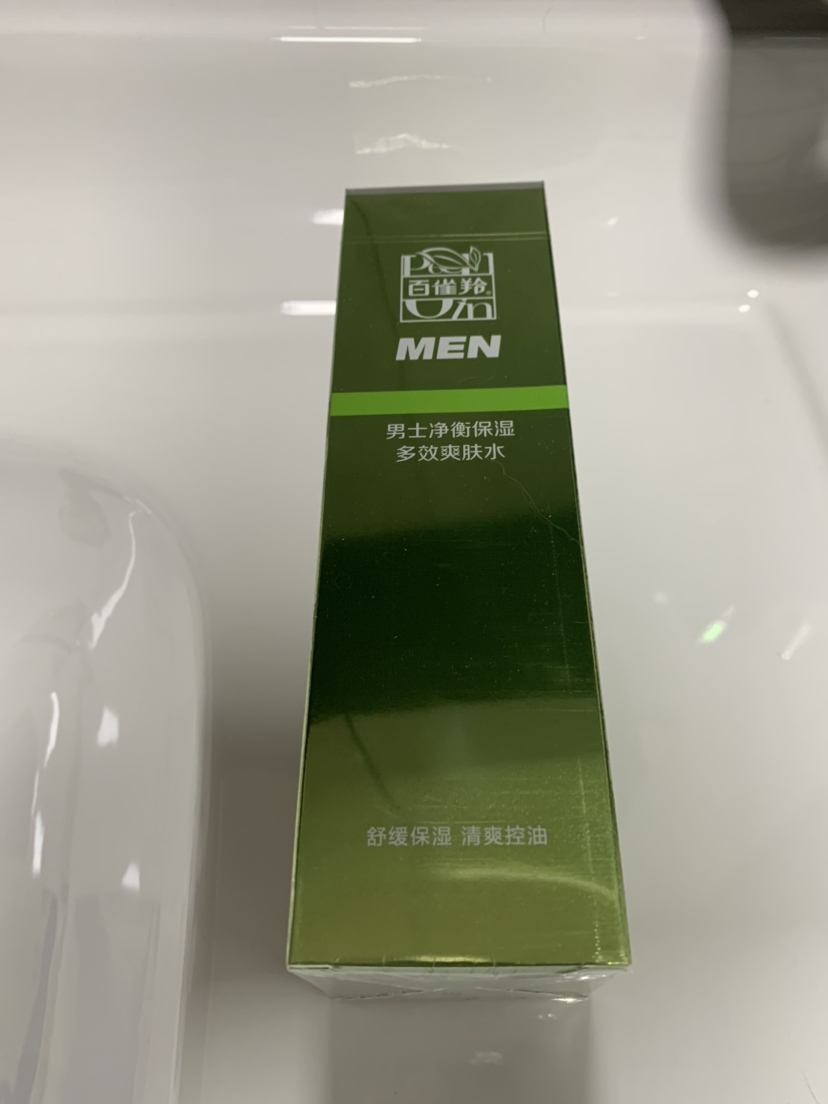 百雀羚
MEN
男士净衡保湿
多效爽肤水
舒缓保湿 清爽控油